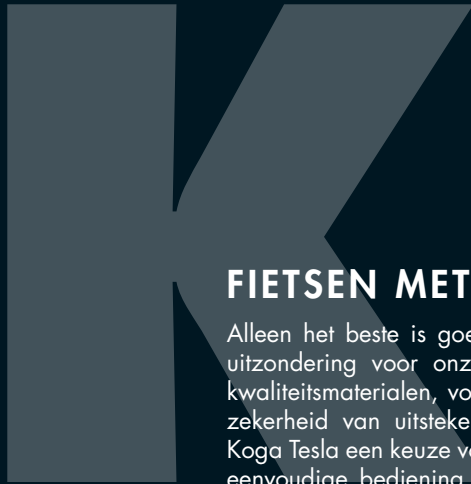 K
FIETSEN MET
Alleen het beste is
uitzondering voor
kwaliteitsmaterialen,
zekerheid van
Koga Tesla een keuze
eenvoudige bediening